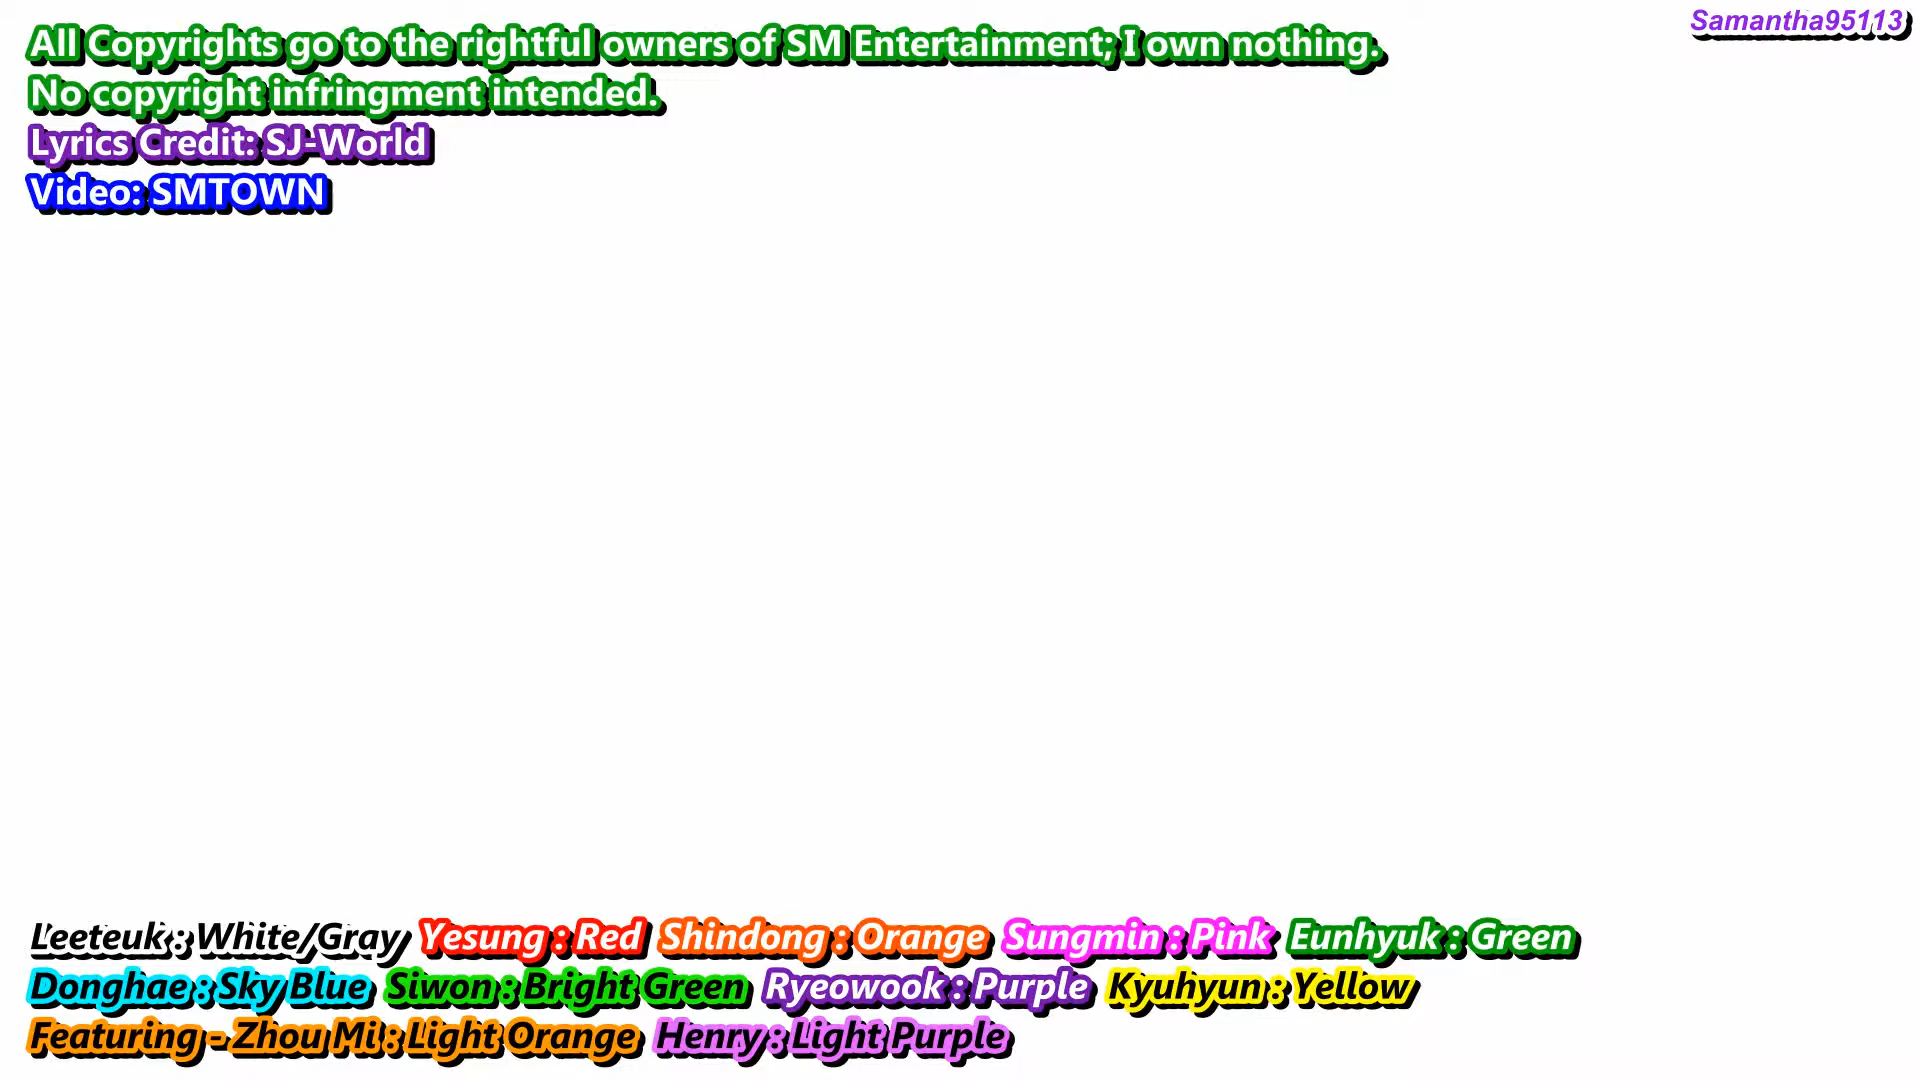 All Copyrights go to the rightful owners of SM Entertainment; I own nothing.
Samantha95113
No copyright infringment intended.
Lyrics Credit: SJ-World
Video: SMTOWN
Leeteuk : White/Gray Yesung : Red Shindong : Orange Sungmin : Pink Eunhyuk : Green
Donghae : Sky Blue Siwon : Bright Green Ryeowook : Purple Kyuhyun : Yellow
Featuring - Zhou Mi : Light Orange Henry : Light Purple